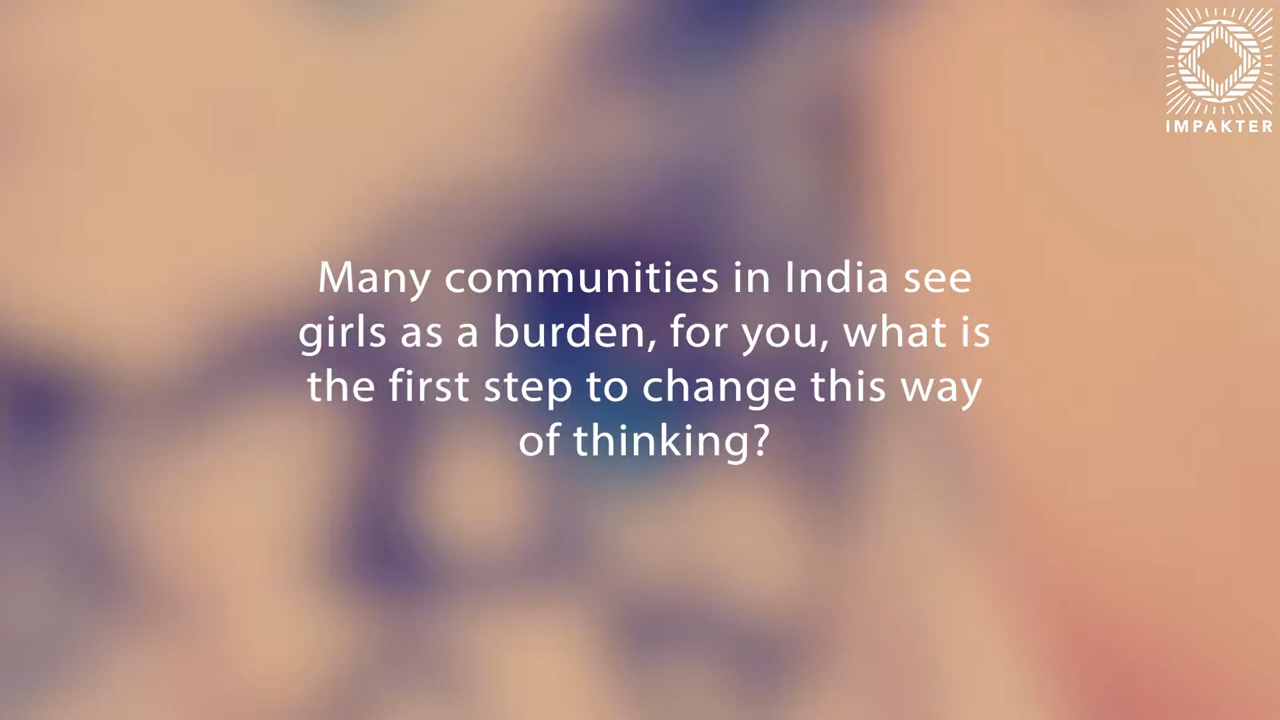 IMPAKTER
Many communities in India see
girls as a burden, for you, what is
the first step to change this way
of thinking?